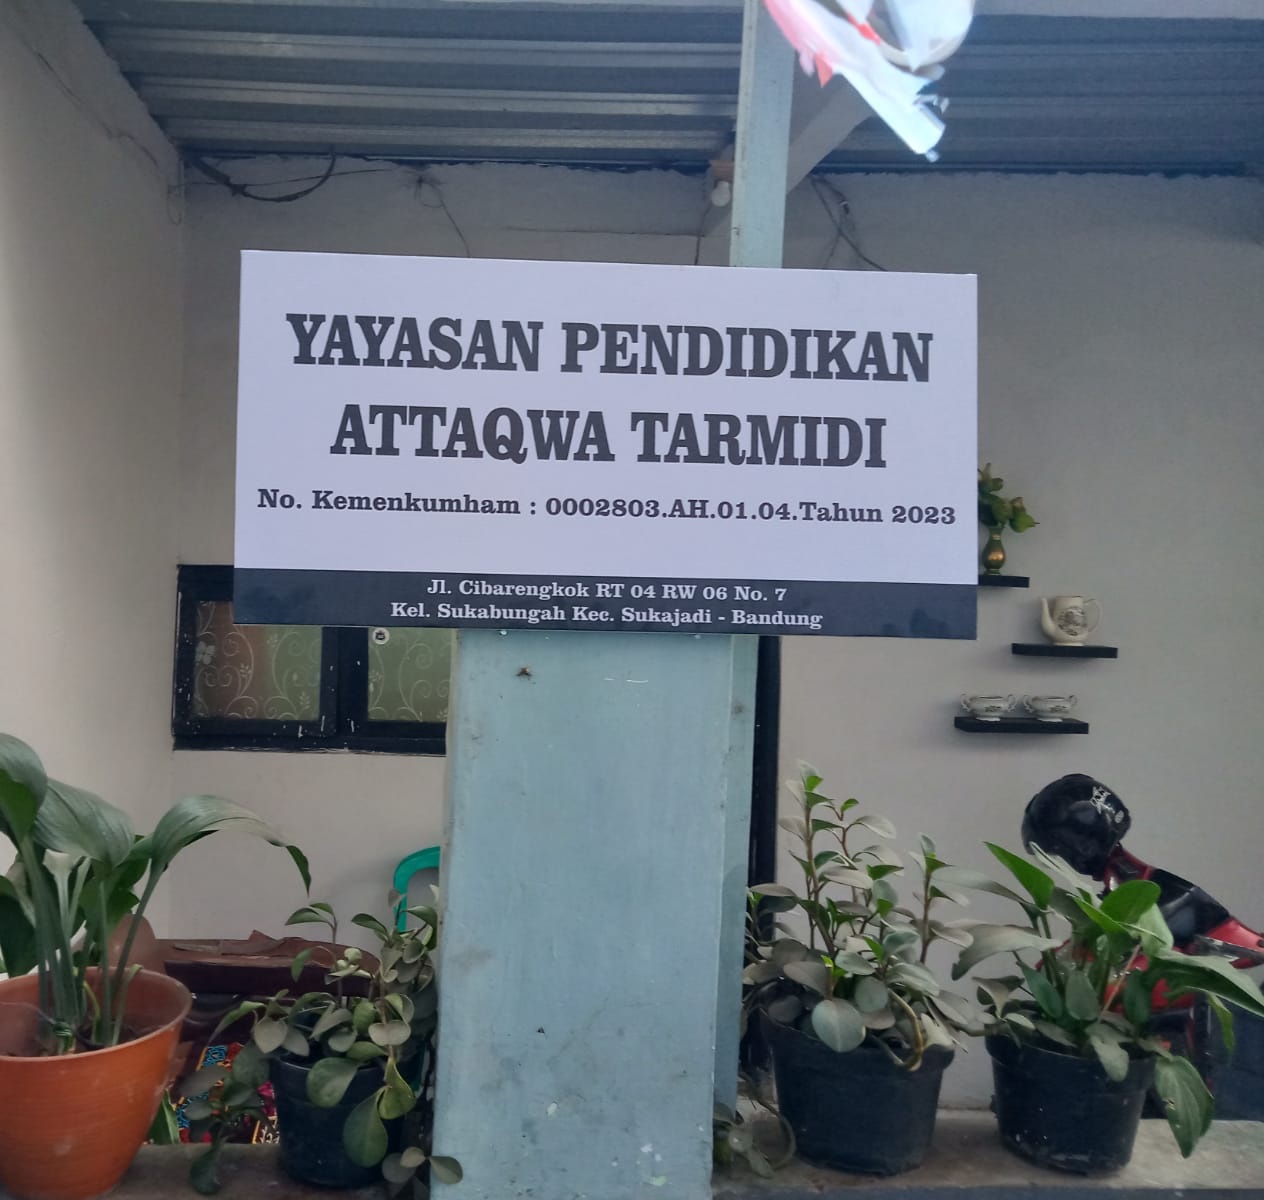 YAYASAN PENDIDIKAN
ATTAQWA TARMIDI
No. Kemenkumham : 0002803.AH.01.04.Tahun 2023
Jl. Cibarengkok RT 04 RW 06 No. 7
Kel. Sukabungah Kec. Sukajadi - Bandung